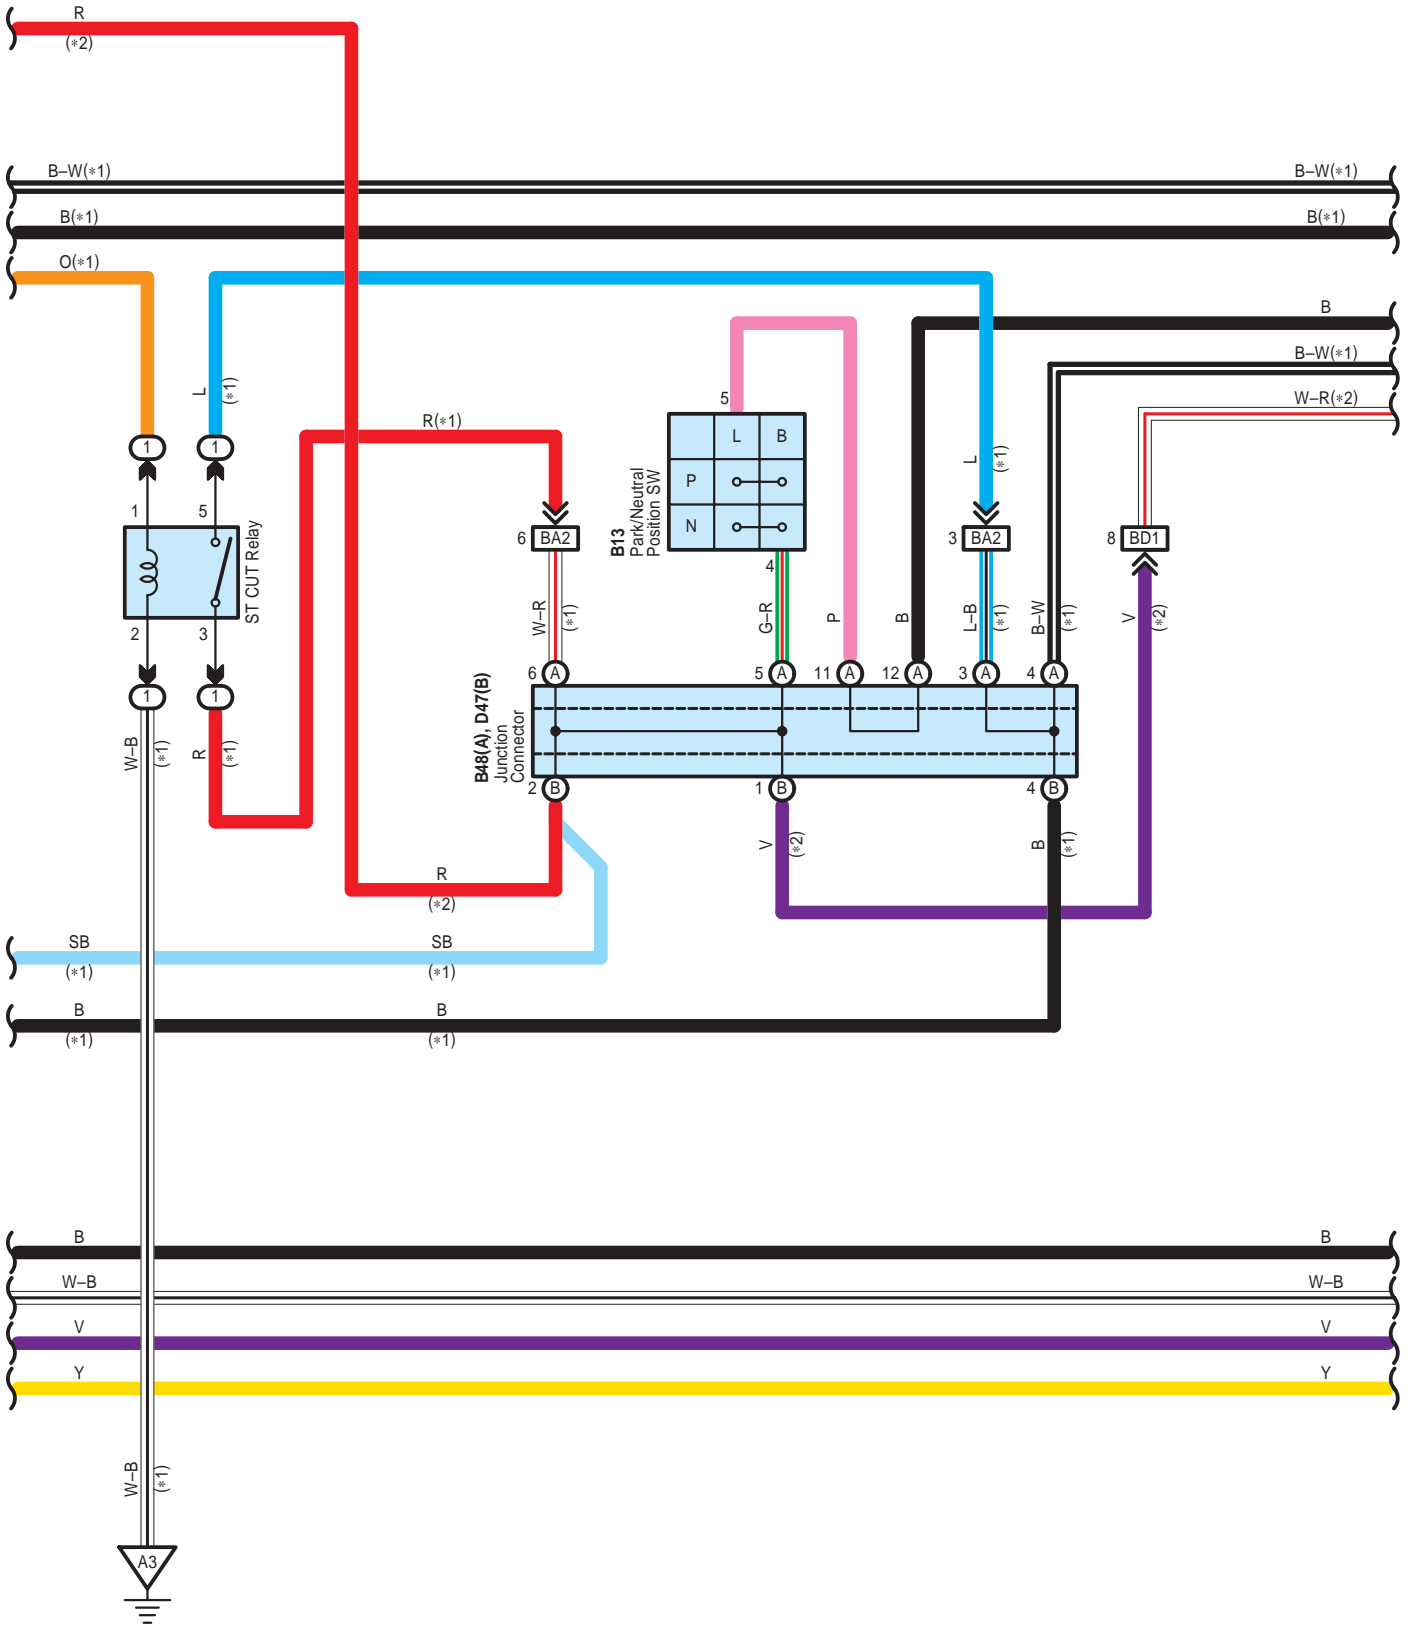 R
(∗2)
B–W(∗1)
B–W(∗1)
B(∗1)
B(∗1)
O(∗1)
B
B–W(∗1)
W–R(∗2)
L
(∗1)
R(∗1)
5
L B
P
N
B13
Park/Neutral
Position SW
4
L
(∗1)
1
1
1
5
ST CUT Relay
2
3
1
1
6 BA2
3 BA2
8 BD1
W–R
(∗1)
G–R
P
B
L–B
(∗1)
B–W
(∗1)
V
(∗2)
6 A
5 A
11 A
12 A
3 A
4 A
B48(A), D47(B)
Junction
Connector
2 B
1 B
4 B
W–B
(∗1)
R
(∗1)
V
(∗2)
B
(∗1)
R
(∗2)
SB
(∗1)
SB
(∗1)
B
(∗1)
B
(∗1)
B
B
W–B
W–B
V
V
Y
Y
W–B
(∗1)
A3